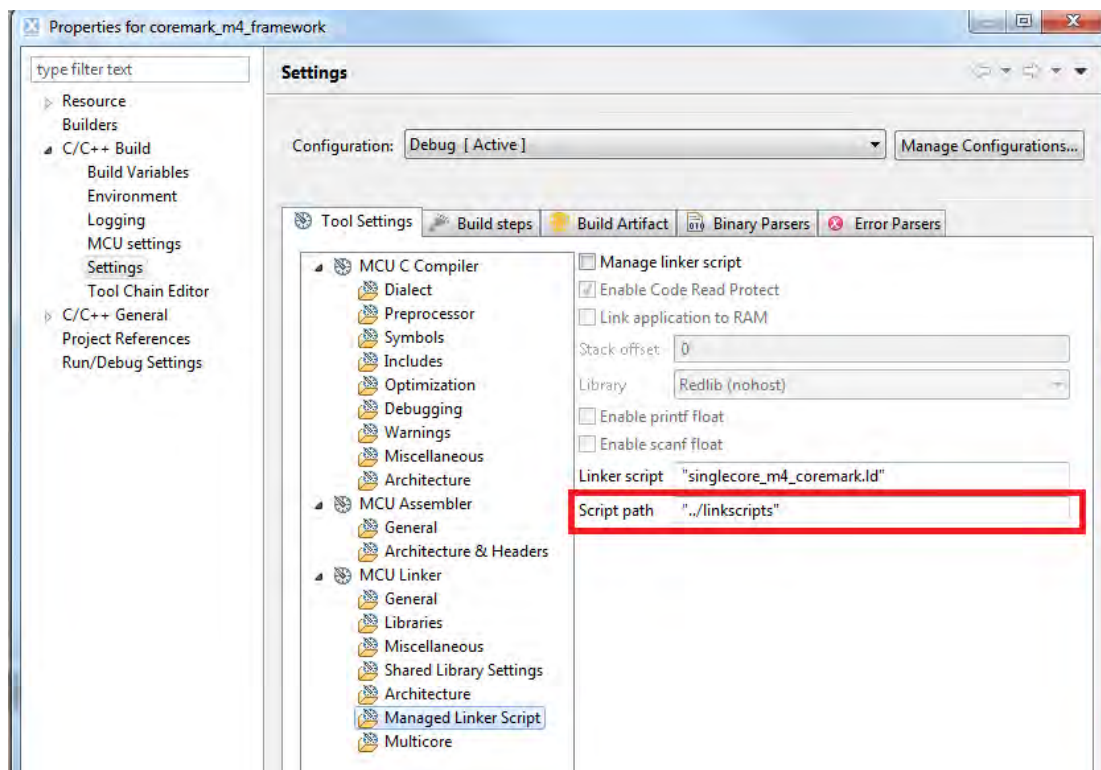 Properties for coremark_m4_framework
type filter text
Resource
Builders
C/C++ Build
Build Variables
Environment
Logging
MCU settings
Settings
Tool Chain Editor
C/C++ General
Project References
Run/Debug Settings
Settings
Configuration: Debug [ Active ] Manage Configurations...
Tool Settings Build steps Build Artifact Binary Parsers Error Parsers
MCU C Compiler
Dialect
Preprocessor
Symbols
Includes
Optimization
Debugging
Warnings
Miscellaneous
Architecture
MCU Assembler
General
Architecture & Headers
MCU Linker
General
Libraries
Miscellaneous
Shared Library Settings
Architecture
Managed Linker Script
Multicore
Manage linker script
Enable Code Read Protect
Link application to RAM
Stack offset 0
Library Redlib (nohost)
Enable printf float
Enable scanf float
Linker script "singlecore_m4_coremark.ld"
Script path "../linkscripts"